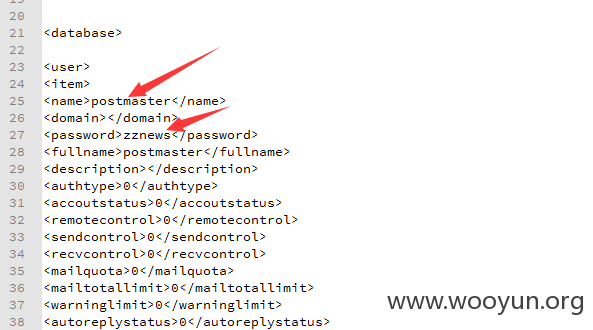 20
21 <database>
22
23 <user>
24 <item>
25 <name>postmaster</name>
26 <domain></domain>
27 <password>zznews</password>
28 <fullname>postmaster</fullname>
29 <description></description>
30 <authtype>0</authtype>
31 <accoutstatus>0</accoutstatus>
32 <remotecontrol>0</remotecontrol>
33 <sendcontrol>0</sendcontrol>
34 <recvcontrol>0</recvcontrol>
35 <mailquota>0</mailquota>
36 <mailtotallimit>0</mailtotallimit>
37 <warninglimit>0</warninglimit>
38 <autoreplystatus>0</autoreplystatus>
www.wooyun.org